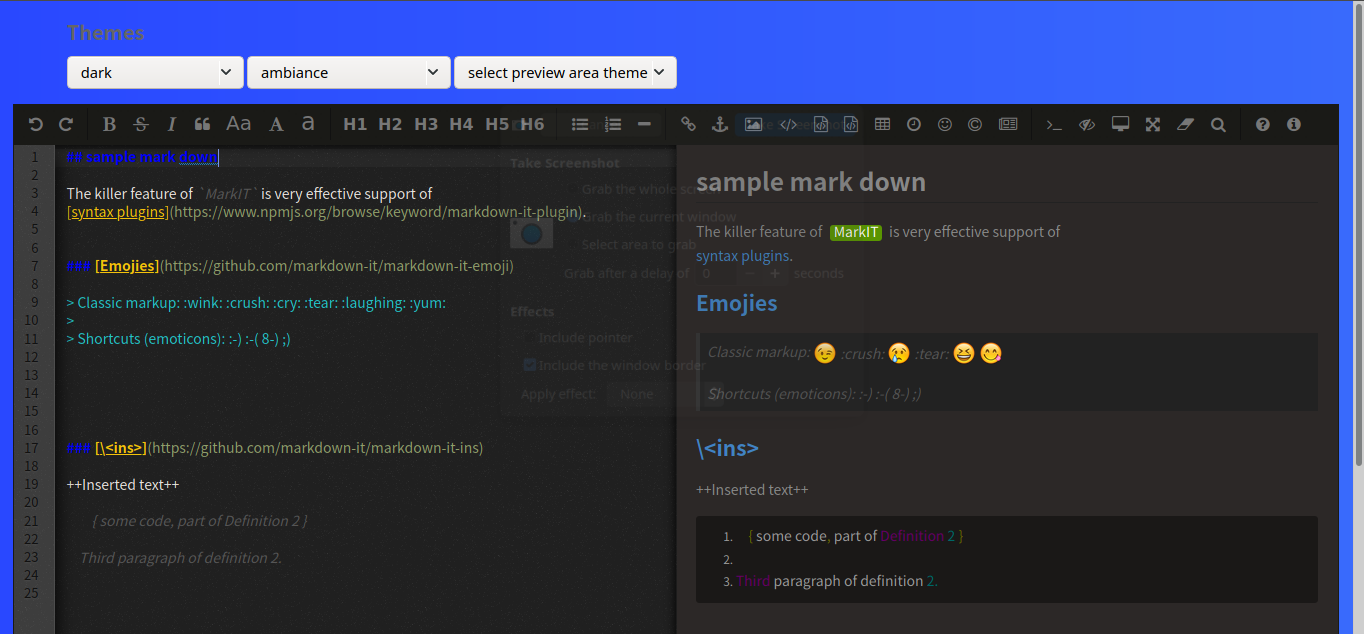 Themes
dark
ambiance
select preview area theme
B S I Aa A a H1 H2 H3 H4 H5 H6
1 ## sample mark down
2
3 The killer feature of `MarkIT` is very effective support of
4 [syntax plugins](https://www.npmjs.org/browse/keyword/markdown-it-plugin).
5
6
7 ### [Emojies](https://github.com/markdown-it/markdown-it-emoji)
8
9 > Classic markup: :wink: :crush: :cry: :tear: :laughing: :yum:
10 >
11 > Shortcuts (emoticons): :-) :-( 8-) ;)
12
13
14
15
16
17 ### [\<ins>](https://github.com/markdown-it/markdown-it-ins)
18
19 ++Inserted text++
20
21 { some code, part of Definition 2 }
22
23 Third paragraph of definition 2.
24
25
Take Screenshot
Grab the whole scr
Grab the current window
Select area to grab
Grab after a delay of 0 − + seconds
Effects
Include pointer
Include the window border
Apply effect: None
sample mark down
The killer feature of MarkIT is very effective support of
syntax plugins.
Emojies
Classic markup: 😉 :crush: 😢 :tear: 😆 😋
Shortcuts (emoticons): :-) :-( 8-) ;)
\<ins>
++Inserted text++
1. { some code, part of Definition 2 }
2.
3. Third paragraph of definition 2.